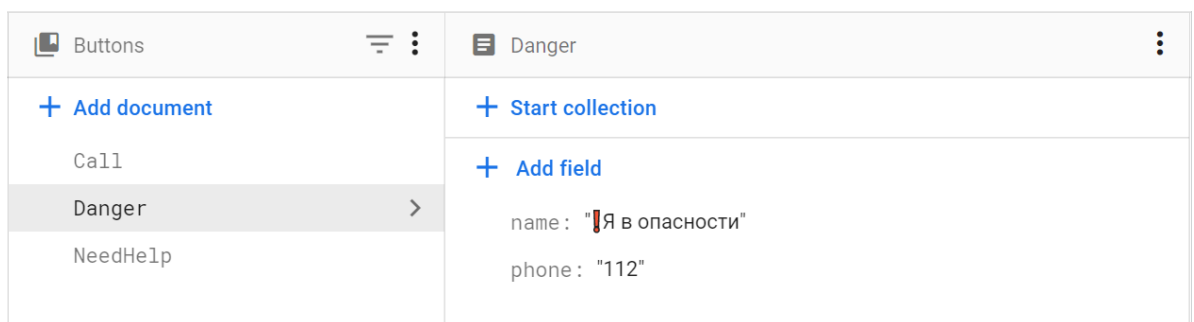 Buttons
Danger
Add document
Start collection
Call
Add field
Danger
name: "❗Я в опасности"
NeedHelp
phone: "112"